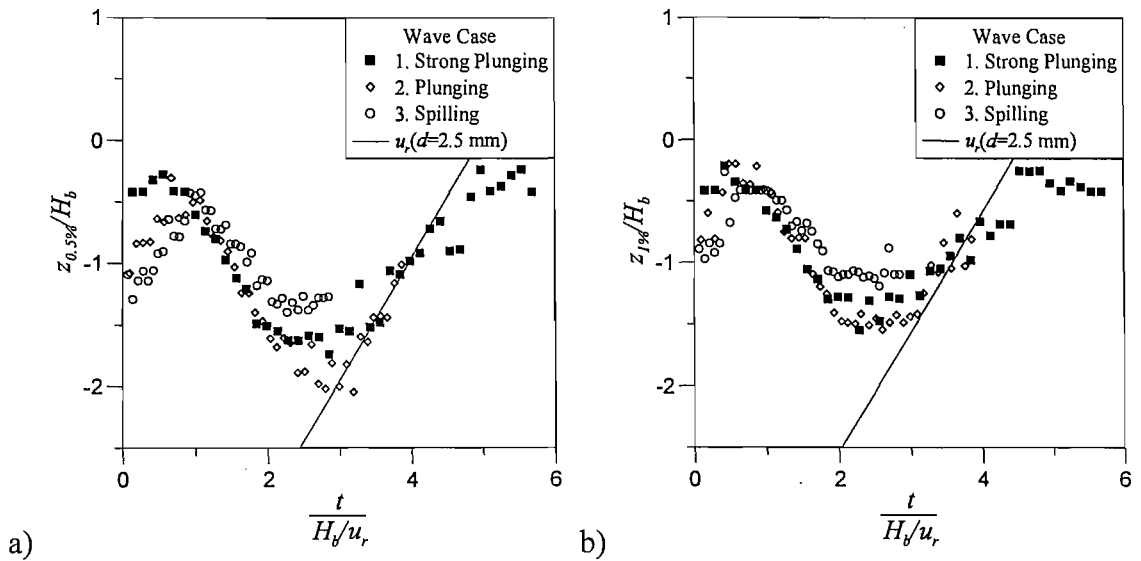 1
0
-1
-2
z0.5%/Hb
0 2 4 6
t
Hb/ur
Wave Case
1. Strong Plunging
2. Plunging
3. Spilling
ur(d=2.5 mm)
a)
1
0
-1
-2
z1%/Hb
0 2 4 6
t
Hb/ur
Wave Case
1. Strong Plunging
2. Plunging
3. Spilling
ur(d=2.5 mm)
b)